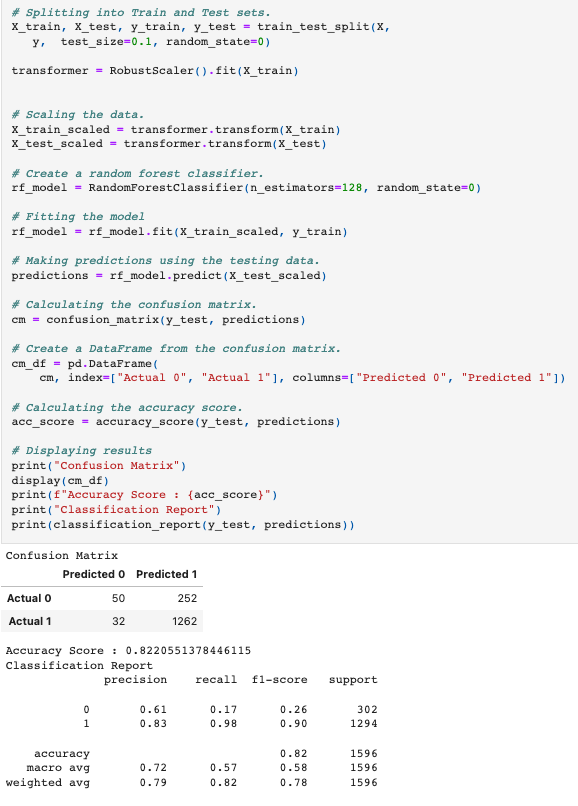 # Splitting into Train and Test sets.
X_train, X_test, y_train, y_test = train_test_split(X,
   y,  test_size=0.1, random_state=0)
transformer = RobustScaler().fit(X_train)
# Scaling the data.
X_train_scaled = transformer.transform(X_train)
X_test_scaled = transformer.transform(X_test)
# Create a random forest classifier.
rf_model = RandomForestClassifier(n_estimators=128, random_state=0)
# Fitting the model
rf_model = rf_model.fit(X_train_scaled, y_train)
# Making predictions using the testing data.
predictions = rf_model.predict(X_test_scaled)
# Calculating the confusion matrix.
cm = confusion_matrix(y_test, predictions)
# Create a DataFrame from the confusion matrix.
cm_df = pd.DataFrame(
    cm, index=["Actual 0", "Actual 1"], columns=["Predicted 0", "Predicted 1"])
# Calculating the accuracy score.
acc_score = accuracy_score(y_test, predictions)
# Displaying results
print("Confusion Matrix")
display(cm_df)
print(f"Accuracy Score : {acc_score}")
print("Classification Report")
print(classification_report(y_test, predictions))
Confusion Matrix
Predicted 0 Predicted 1
Actual 0 50 252
Actual 1 32 1262
Accuracy Score : 0.8220551378446115
Classification Report
precision recall f1-score support
0 0.61 0.17 0.26 302
1 0.83 0.98 0.90 1294
accuracy 0.82 1596
macro avg 0.72 0.57 0.58 1596
weighted avg 0.79 0.82 0.78 1596